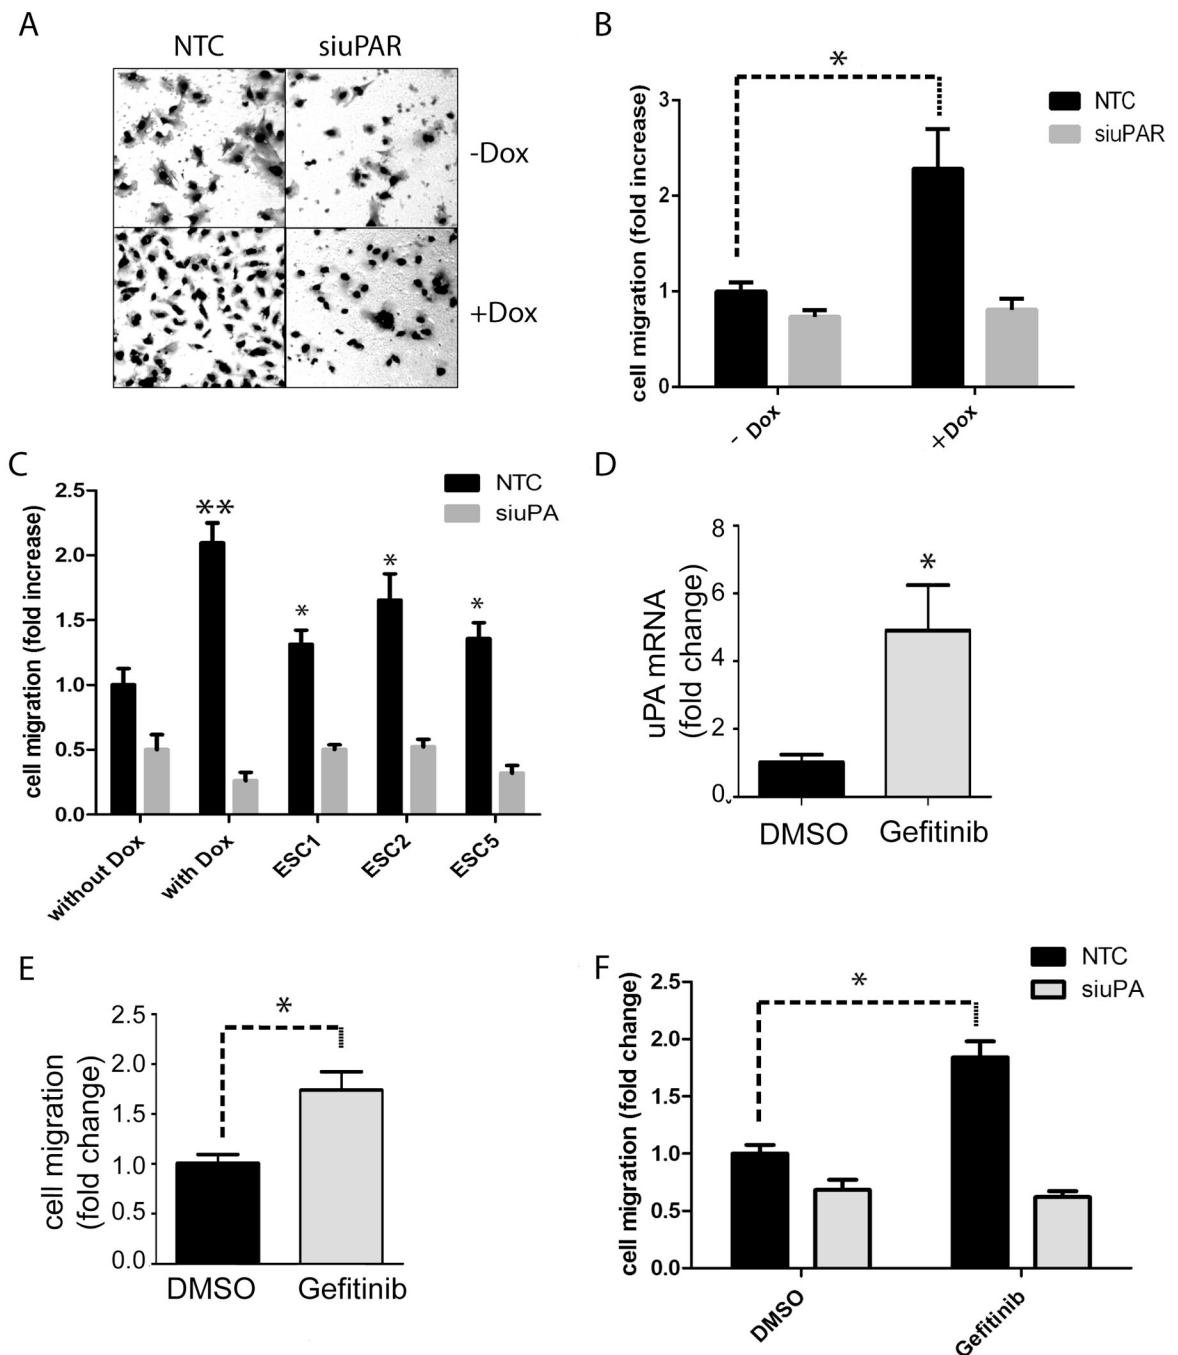 A
NTC
siuPAR
-Dox
+Dox
B
*
NTC
siuPAR
cell migration (fold increase)
3
2
1
0
- Dox
+Dox
C
NTC
siuPA
cell migration (fold increase)
2.5
2.0
1.5
1.0
0.5
0.0
**
*
*
*
without Dox
with Dox
ESC1
ESC2
ESC5
D
uPA mRNA
(fold change)
8
6
4
2
0
*
DMSO
Gefitinib
E
cell migration
(fold change)
2.5
2.0
1.5
1.0
0.5
0.0
*
DMSO
Gefitinib
F
NTC
siuPA
cell migration (fold change)
2.5
2.0
1.5
1.0
0.5
0.0
*
DMSO
Gefitinib